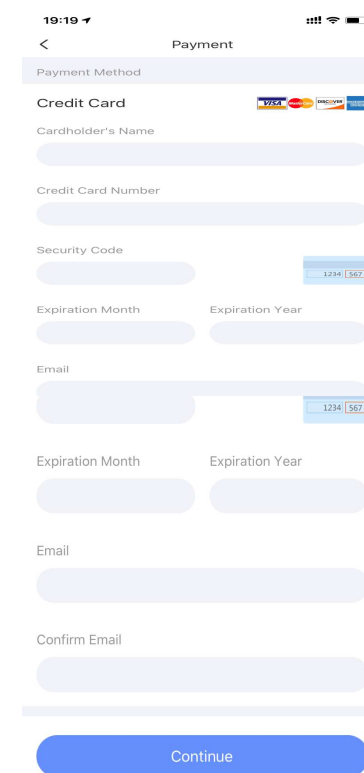 19:19
Payment
Payment Method
Credit Card VISA MasterCard DISCOVER
Cardholder's Name
Credit Card Number
Security Code
1234 567
Expiration Month Expiration Year
Email
1234 567
Expiration Month Expiration Year
Email
Confirm Email
Continue